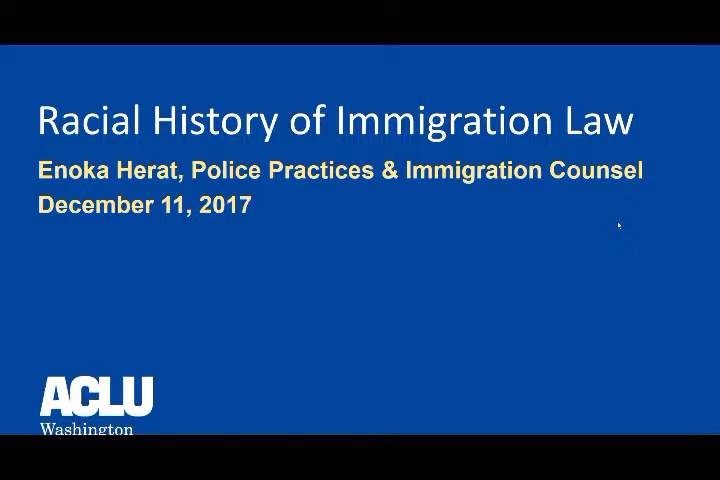 Racial History of Immigration Law
Enoka Herat, Police Practices & Immigration Counsel
December 11, 2017
ACLU
Washington